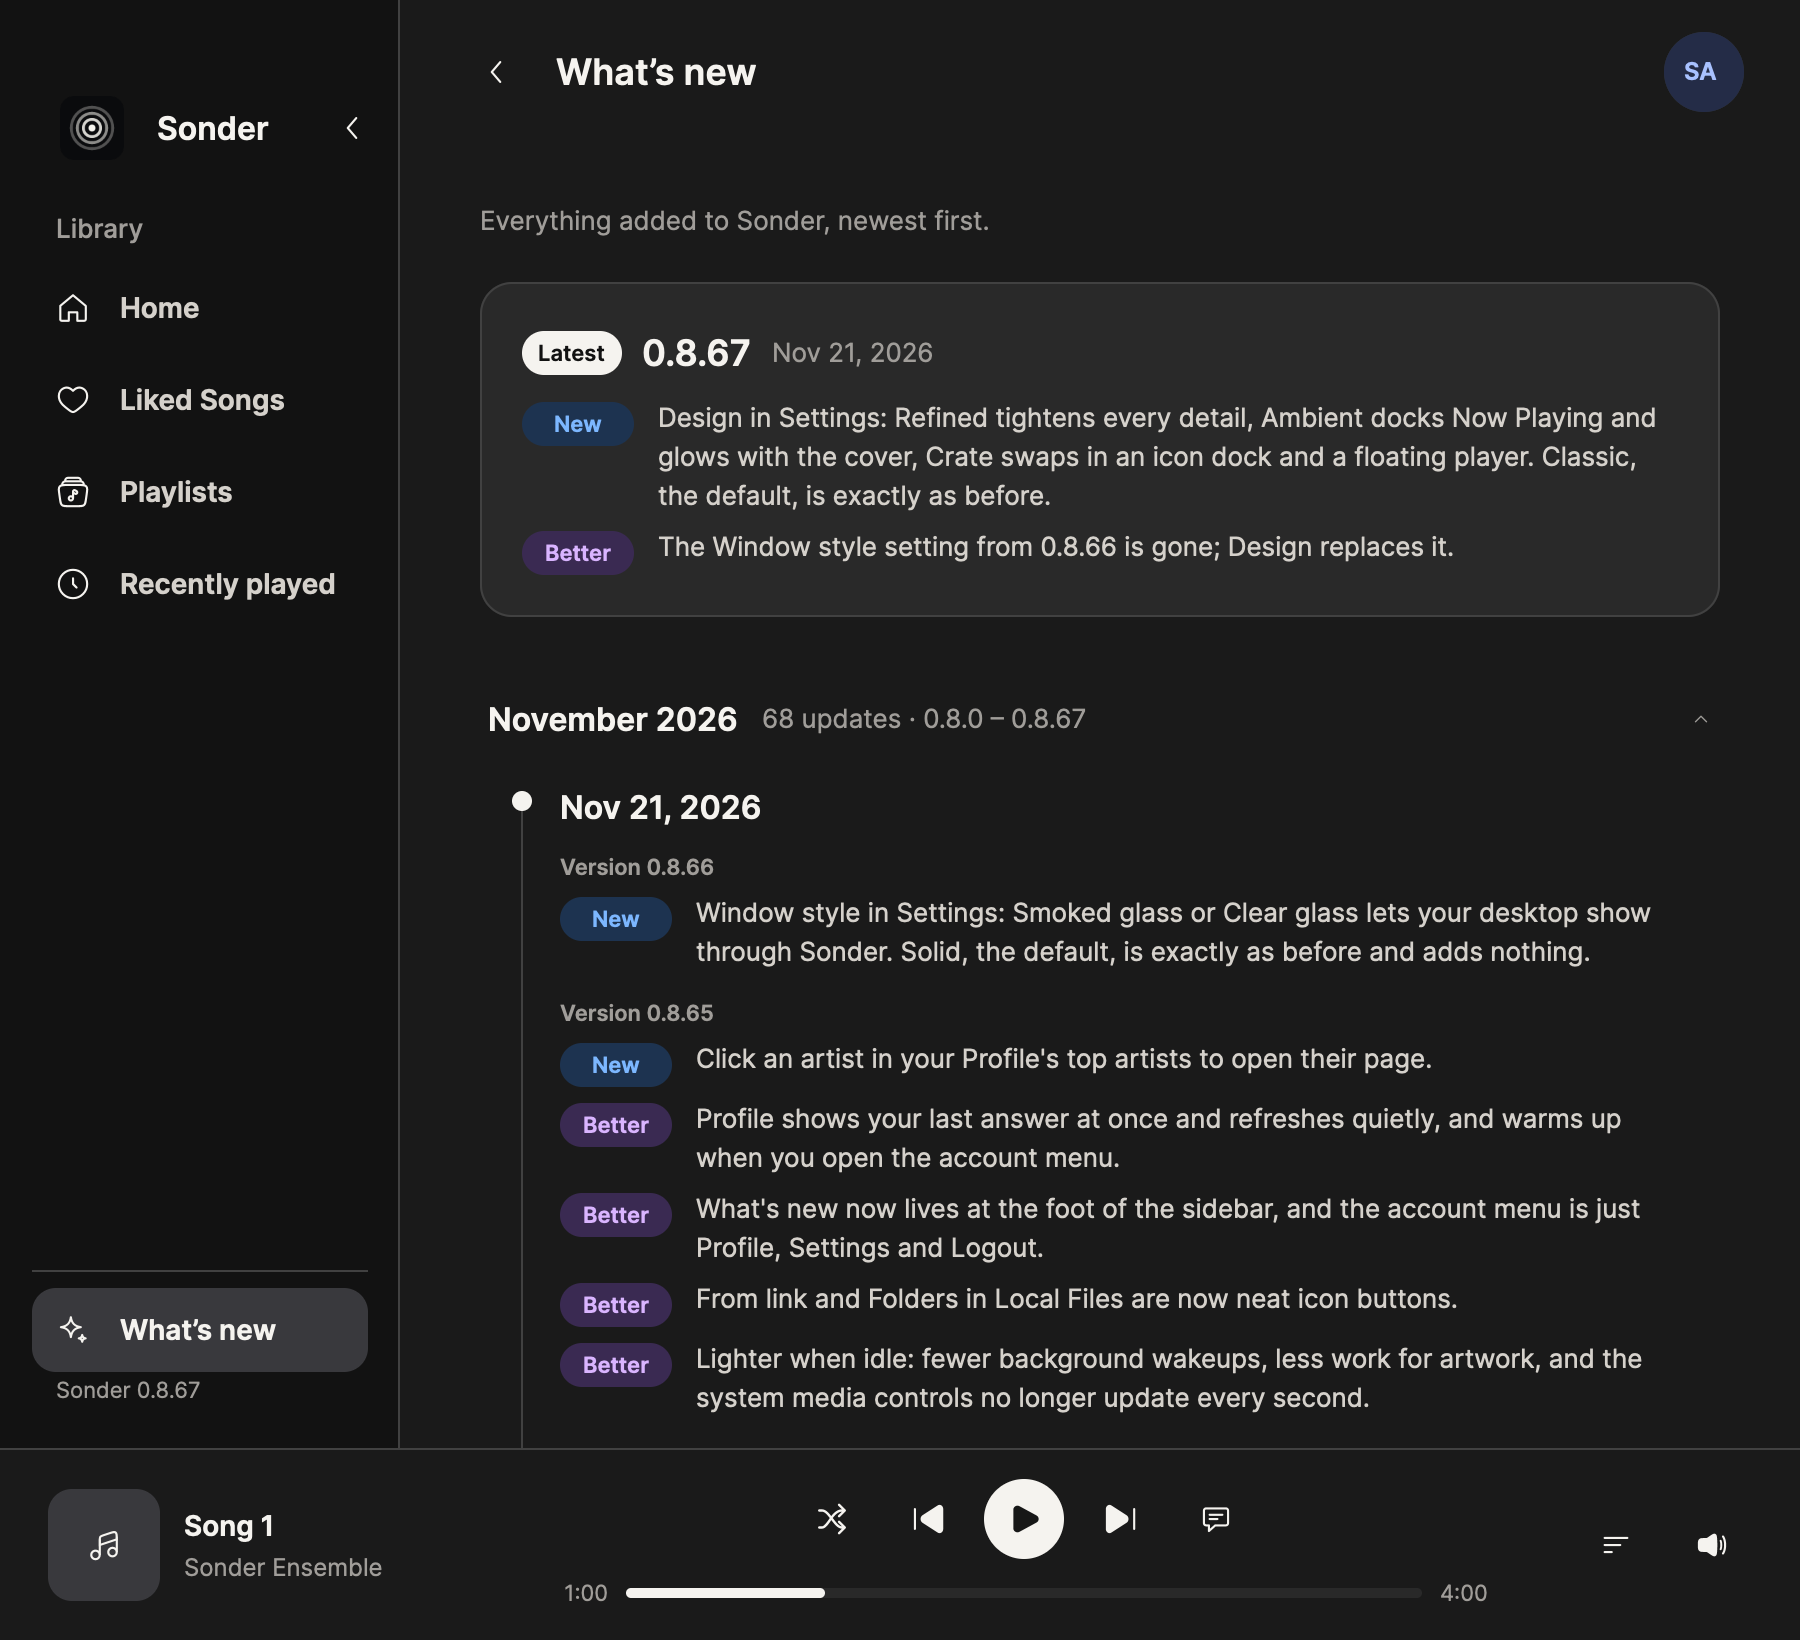 Sonder
Library
Home
Liked Songs
Playlists
Recently played
What’s new
Sonder 0.8.67
What’s new
SA
Everything added to Sonder, newest first.
Latest 0.8.67 Nov 21, 2026
New Design in Settings: Refined tightens every detail, Ambient docks Now Playing and
glows with the cover, Crate swaps in an icon dock and a floating player. Classic,
the default, is exactly as before.
Better The Window style setting from 0.8.66 is gone; Design replaces it.
November 2026 68 updates · 0.8.0 – 0.8.67
Nov 21, 2026
Version 0.8.66
New Window style in Settings: Smoked glass or Clear glass lets your desktop show
through Sonder. Solid, the default, is exactly as before and adds nothing.
Version 0.8.65
New Click an artist in your Profile's top artists to open their page.
Better Profile shows your last answer at once and refreshes quietly, and warms up
when you open the account menu.
Better What's new now lives at the foot of the sidebar, and the account menu is just
Profile, Settings and Logout.
Better From link and Folders in Local Files are now neat icon buttons.
Better Lighter when idle: fewer background wakeups, less work for artwork, and the
system media controls no longer update every second.
Song 1
Sonder Ensemble
1:00 4:00